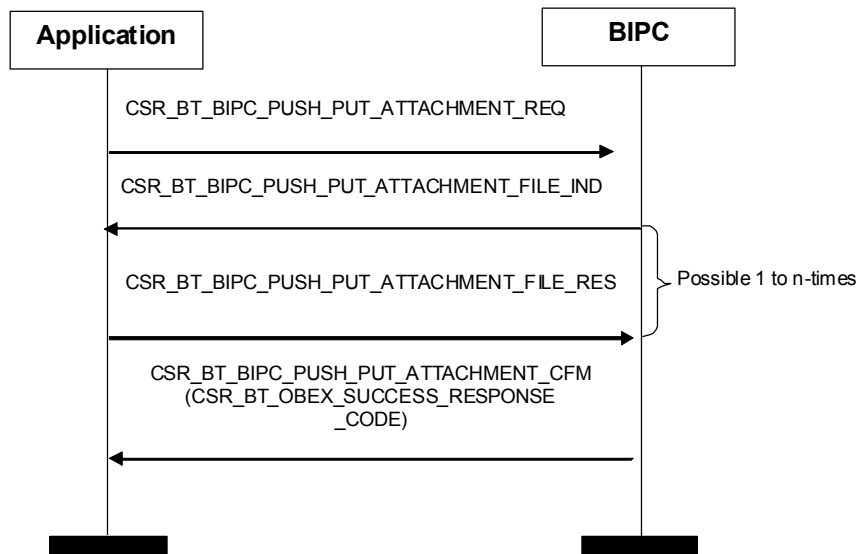 Application
BIPC
CSR_BT_BIPC_PUSH_PUT_ATTACHMENT_REQ
CSR_BT_BIPC_PUSH_PUT_ATTACHMENT_FILE_IND
CSR_BT_BIPC_PUSH_PUT_ATTACHMENT_FILE_RES
Possible 1 to n-times
CSR_BT_BIPC_PUSH_PUT_ATTACHMENT_CFM
(CSR_BT_OBEX_SUCCESS_RESPONSE
_CODE)